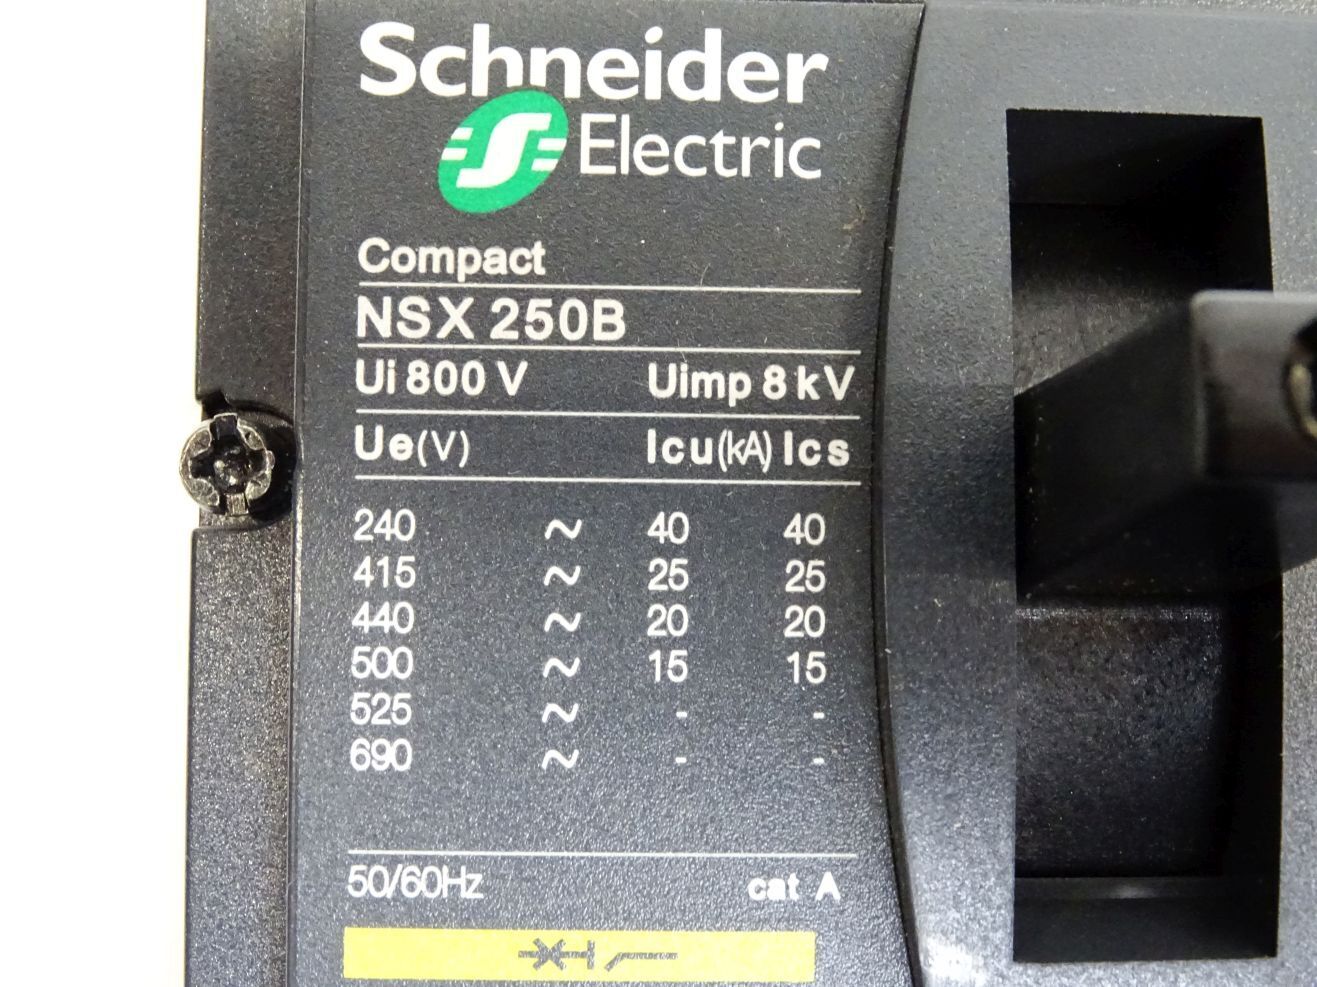 Schneider
Electric
Compact
NSX 250B
Ui 800 V Uimp 8 kV
Ue (V) Icu (kA) Ics
240 ~ 40 40
415 ~ 25 25
440 ~ 20 20
500 ~ 15 15
525 ~ - -
690 ~ - -
50/60Hz cat A